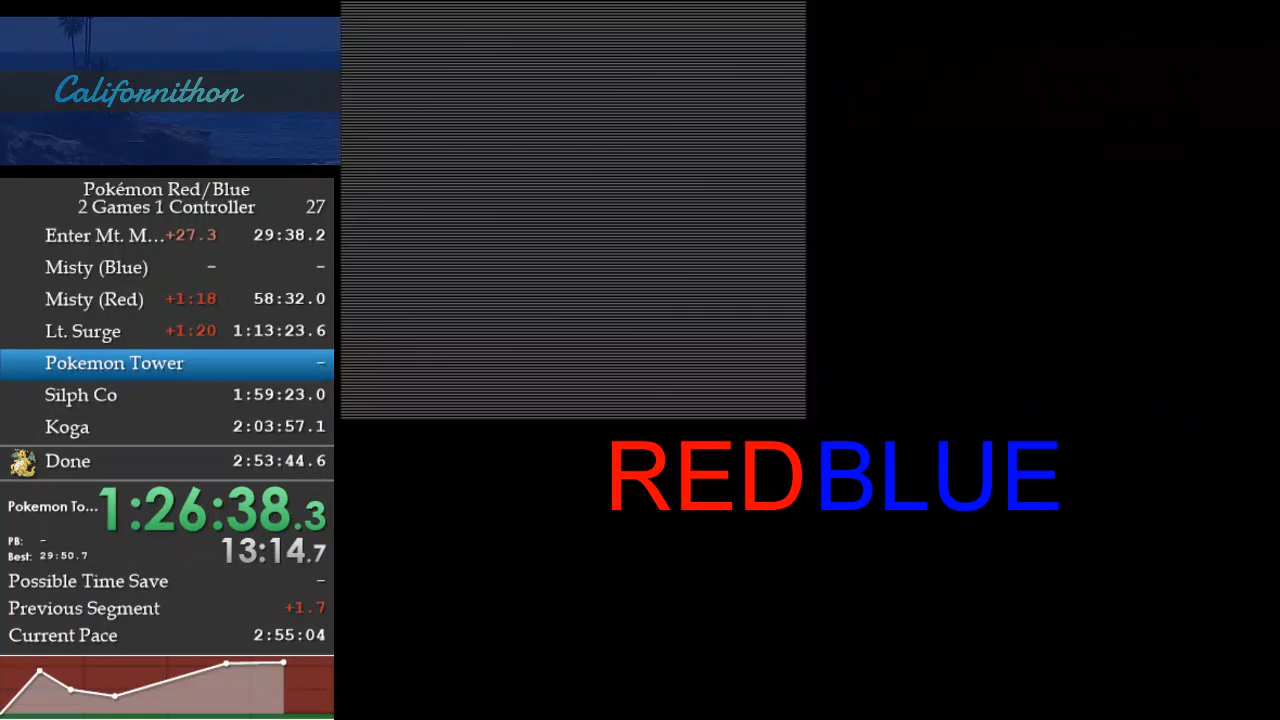 Californithon
Pokémon Red/Blue
2 Games 1 Controller 27
Enter Mt. M... +27.3 29:38.2
Misty (Blue) – –
Misty (Red) +1:18 58:32.0
Lt. Surge +1:20 1:13:23.6
Pokemon Tower –
Silph Co 1:59:23.0
Koga 2:03:57.1
Done 2:53:44.6
Pokemon To... 1:26:38.3
PB: –
Best: 29:50.7 13:14.7
Possible Time Save –
Previous Segment +1.7
Current Pace 2:55:04
RED BLUE